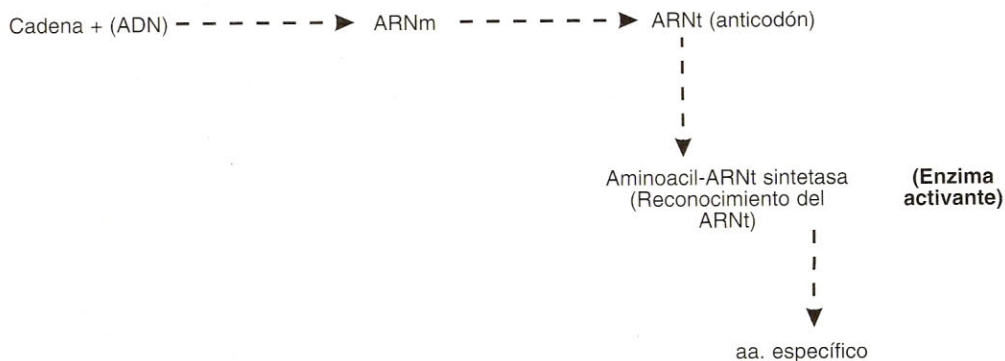 Cadena + (ADN)
ARNm
ARNt (anticodón)
Aminoacil-ARNt sintetasa
(Reconocimiento del
ARNt)
(Enzima
activante)
aa. específico